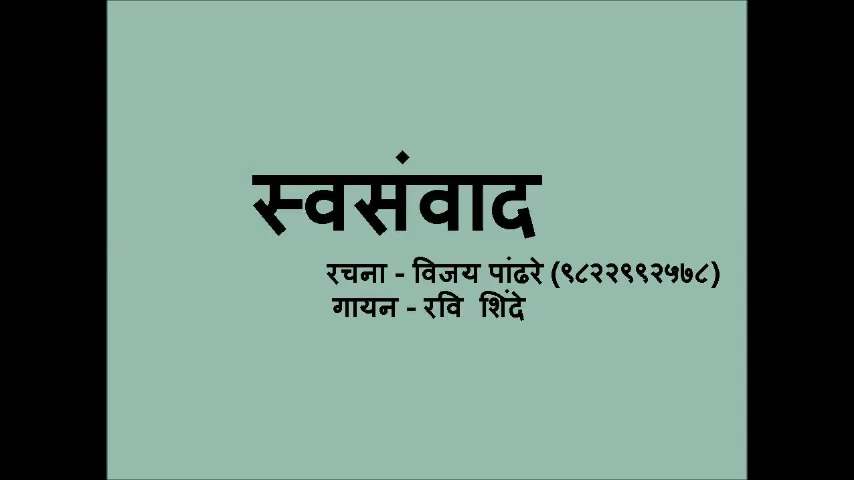 स्वसंवाद
रचना - विजय पांढरे (९८२२९९२५७८)
गायन - रवि शिंदे